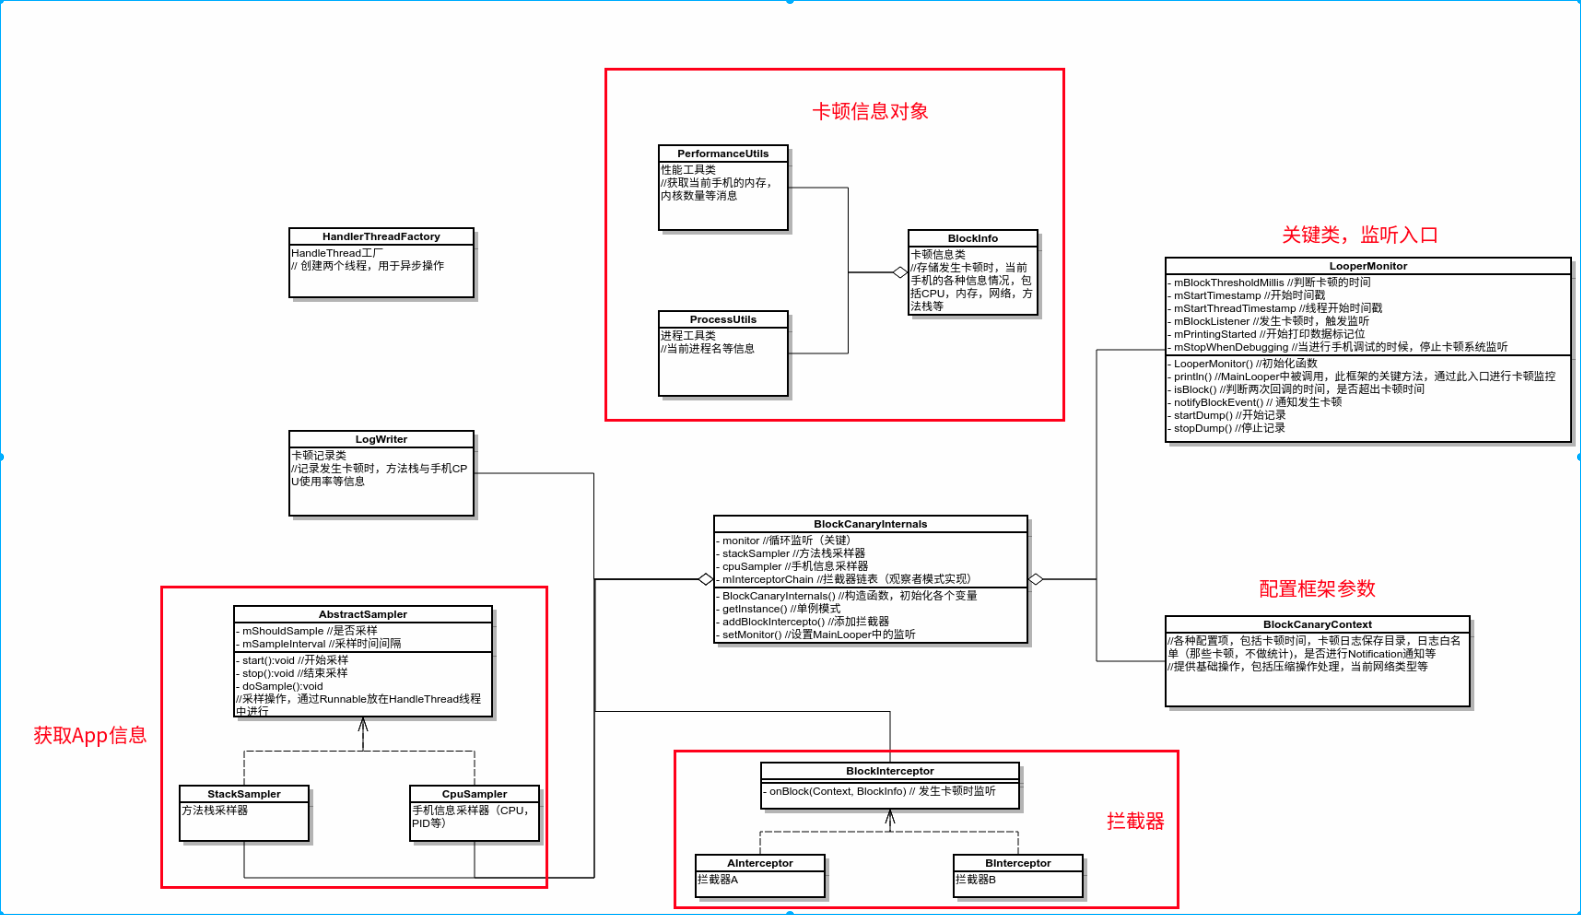 卡顿信息对象
PerformanceUtils
性能工具类
//获取当前手机的内存，
内核数量等消息
BlockInfo
卡顿信息类
//存储发生卡顿时，当前
手机的各种信息情况，包
括CPU，内存，网络，方
法栈等
ProcessUtils
进程工具类
//当前进程名等信息
HandlerThreadFactory
HandleThread工厂
// 创建两个线程，用于异步操作
关键类，监听入口
LooperMonitor
- mBlockThresholdMillis //判断卡顿的时间
- mStartTimestamp //开始时间戳
- mStartThreadTimestamp //线程开始时间戳
- mBlockListener //发生卡顿时，触发监听
- mPrintingStarted //开始打印数据标记位
- mStopWhenDebugging //当进行手机调试的时候，停止卡顿系统监听
- LooperMonitor() //初始化函数
- println() //MainLooper中被调用，此框架的关键方法，通过此入口进行卡顿监控
- isBlock() //判断两次回调的时间，是否超出卡顿时间
- notifyBlockEvent() // 通知发生卡顿
- startDump() //开始记录
- stopDump() //停止记录
LogWriter
卡顿记录类
//记录发生卡顿时，方法栈与手机CP
U使用率等信息
BlockCanaryInternals
- monitor //循环监听（关键）
- stackSampler //方法栈采样器
- cpuSampler //手机信息采样器
- mInterceptorChain //拦截器链表（观察者模式实现）
- BlockCanaryInternals() //构造函数，初始化各个变量
- getInstance() //单例模式
- addBlockIntercepto() //添加拦截器
- setMonitor() //设置MainLooper中的监听
配置框架参数
BlockCanaryContext
//各种配置项，包括卡顿时间，卡顿日志保存目录，日志白名
单（那些卡顿，不做统计)，是否进行Notification通知等
//提供基础操作，包括压缩操作处理，当前网络类型等
AbstractSampler
- mShouldSample //是否采样
- mSampleInterval //采样时间间隔
- start():void //开始采样
- stop():void //结束采样
- doSample():void
//采样操作，通过Runnable放在HandleThread线程
中进行
获取App信息
StackSampler
方法栈采样器
CpuSampler
手机信息采样器（CPU，
PID等）
BlockInterceptor
- onBlock(Context, BlockInfo) // 发生卡顿时监听
拦截器
AInterceptor
拦截器A
BInterceptor
拦截器B